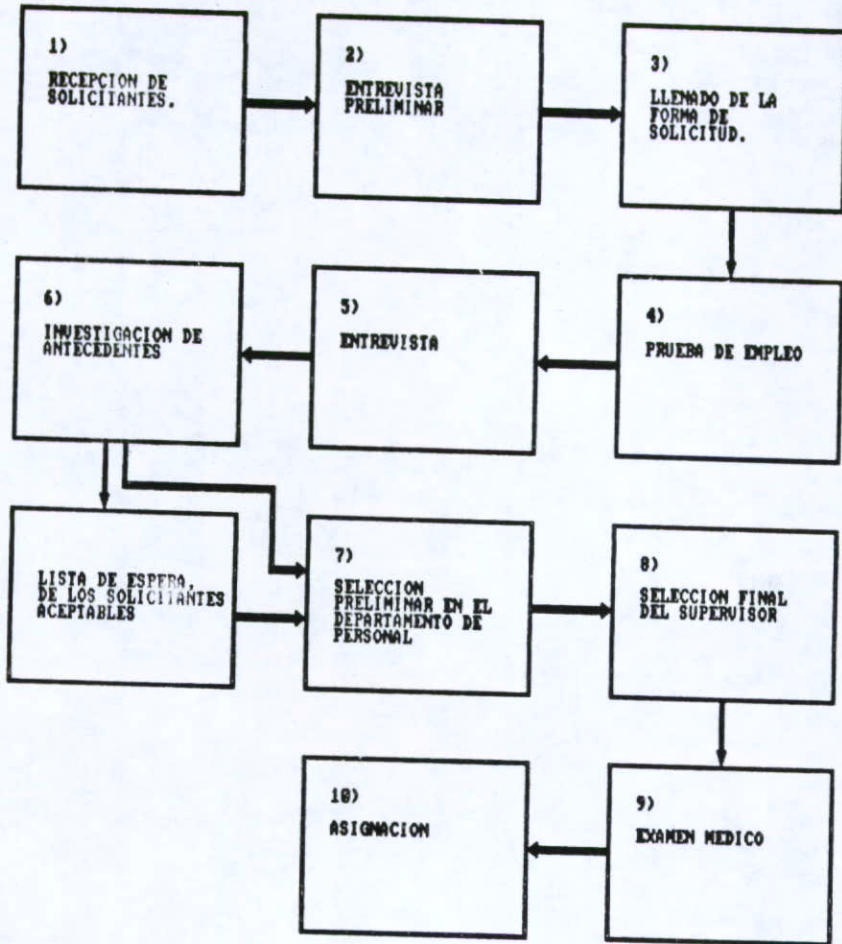 1)
RECEPCION DE
SOLICITANTES.
2)
ENTREVISTA
PRELIMINAR
3)
LLENADO DE LA
FORMA DE
SOLICITUD.
4)
PRUEBA DE EMPLEO
5)
ENTREVISTA
6)
INVESTIGACION DE
ANTECEDENTES
LISTA DE ESPERA,
DE LOS SOLICITANTES
ACEPTABLES
7)
SELECCION
PRELIMINAR EN EL
DEPARTAMENTO DE
PERSONAL
8)
SELECCION FINAL
DEL SUPERVISOR
9)
EXAMEN MEDICO
10)
ASIGNACION